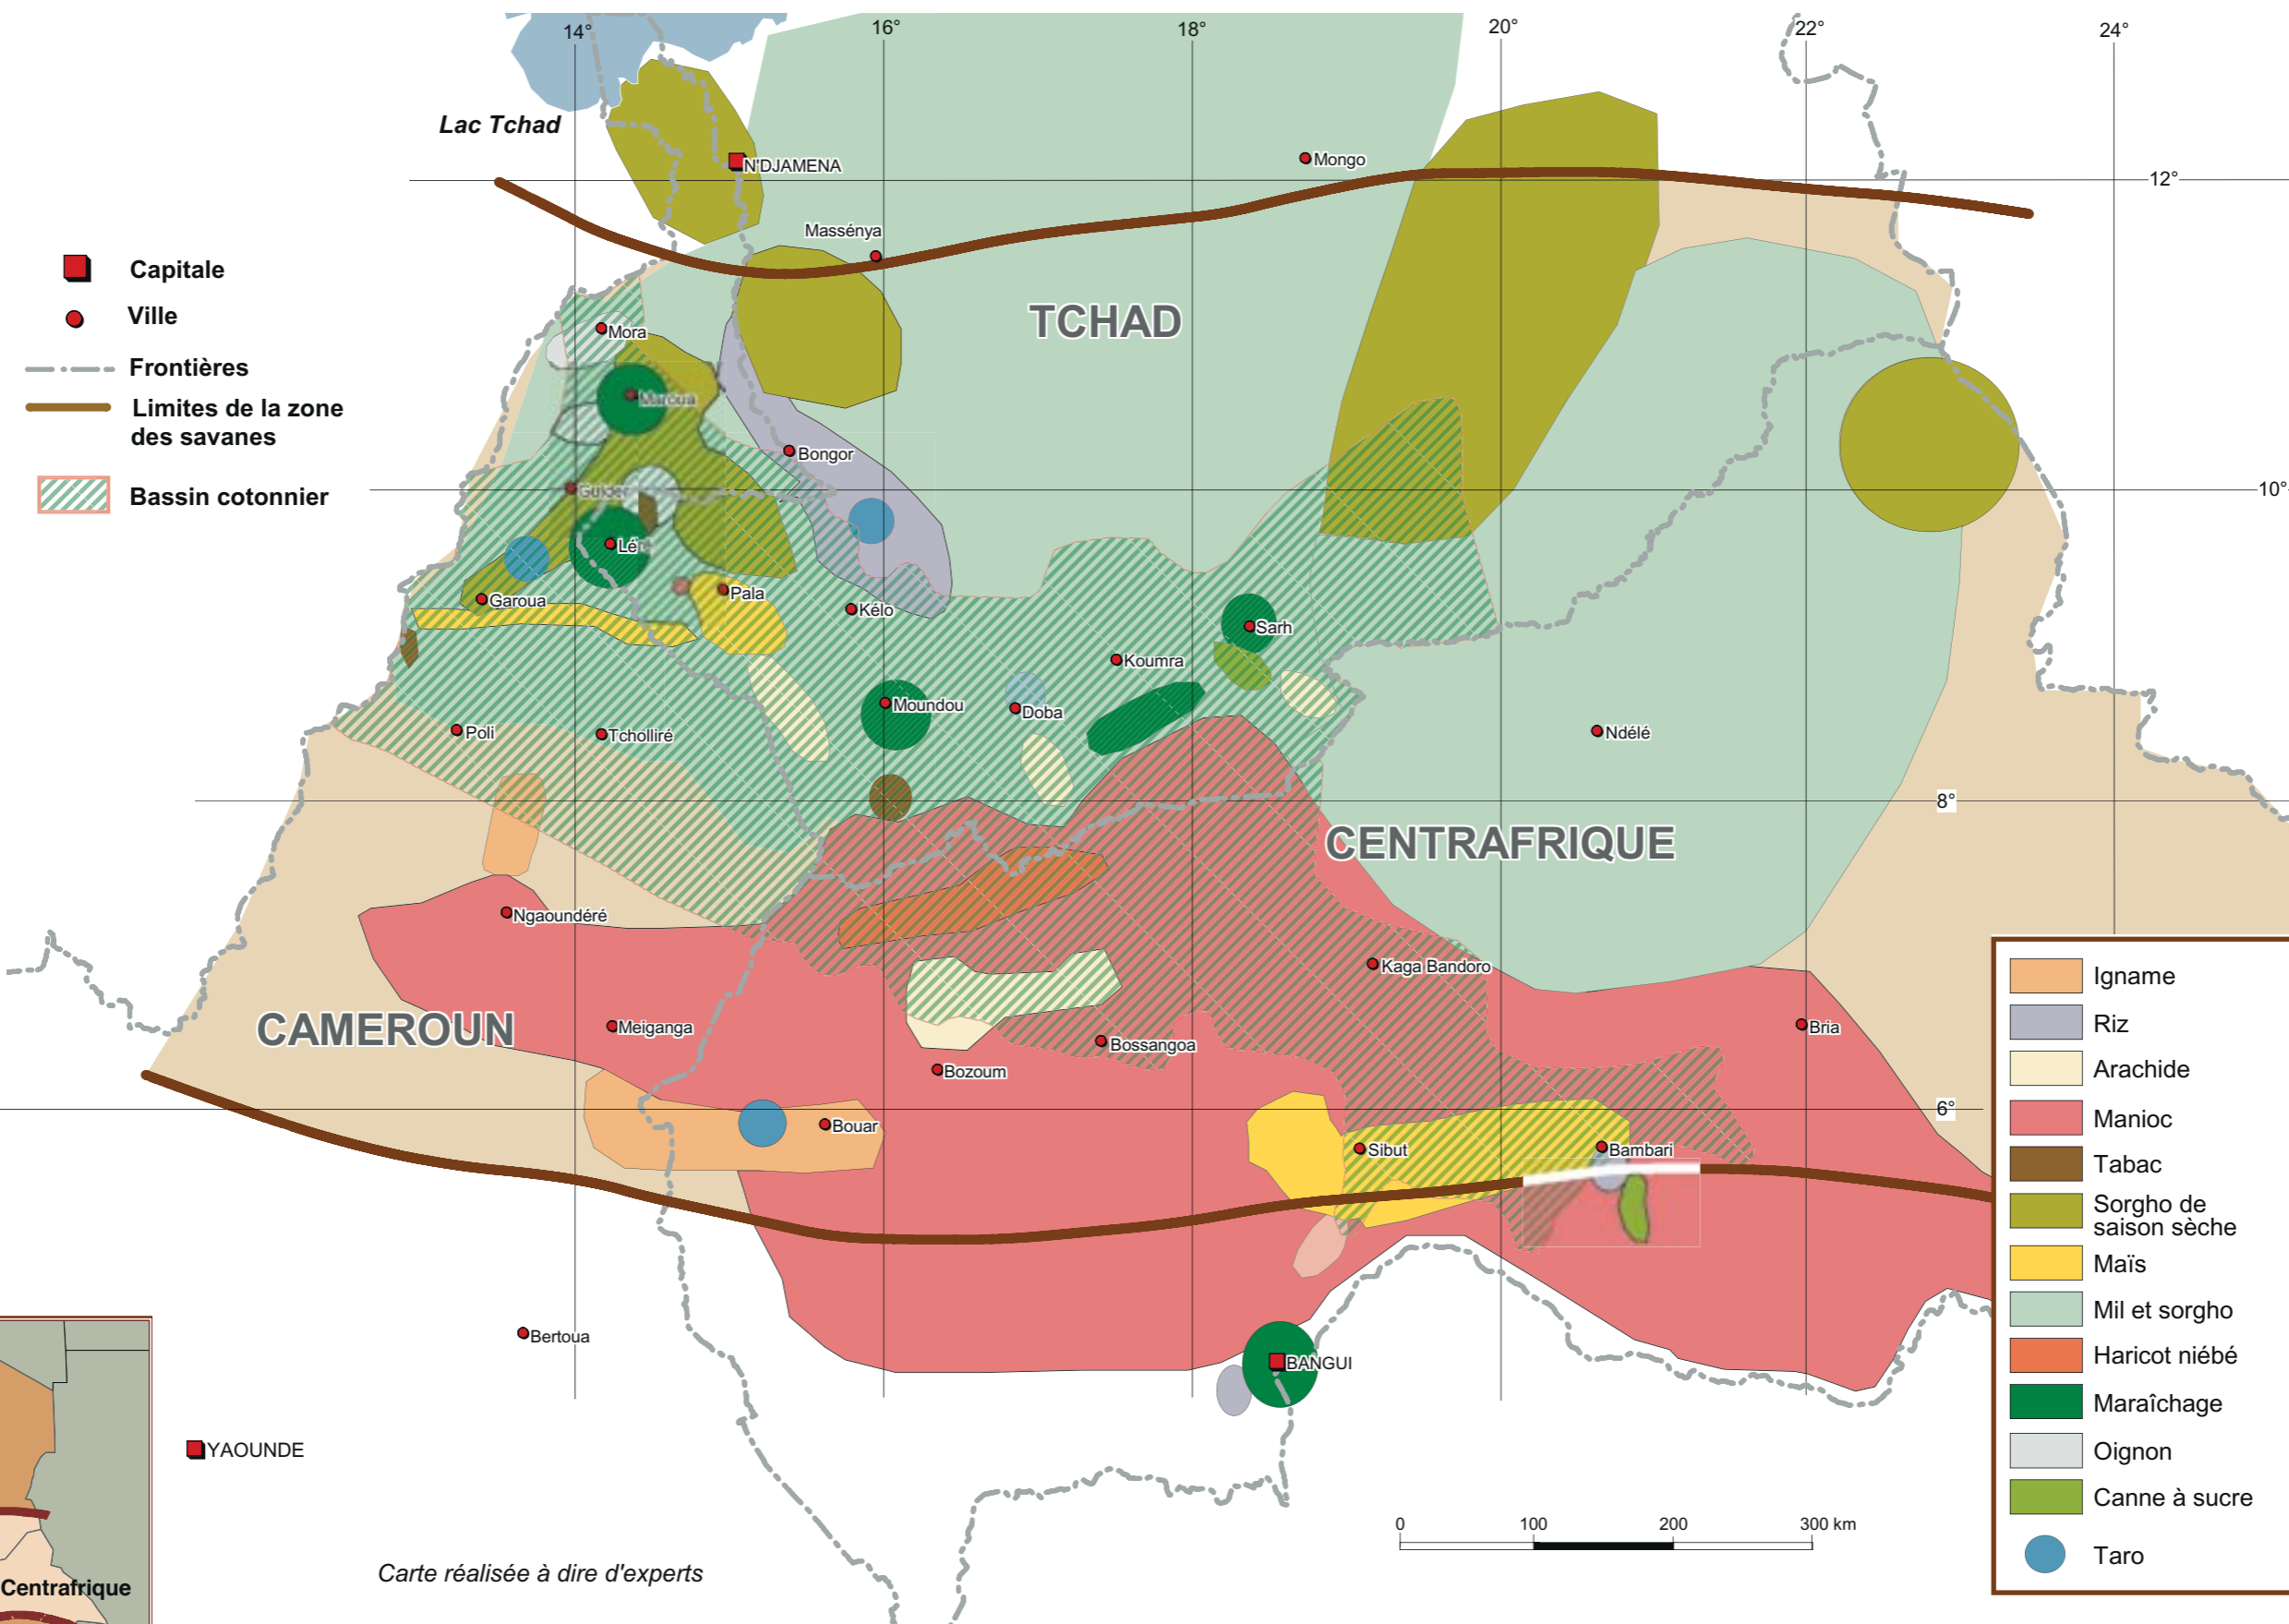 14°
16°
18°
20°
22°
24°
Lac Tchad
N'DJAMENA
Mongo
12°
Massénya
Capitale
Ville
Frontières
Limites de la zone
des savanes
Bassin cotonnier
TCHAD
Mora
Maroua
Bongor
10°
Léré
Pala
Garoua
Kélo
Sarh
Koumra
Moundou
Doba
Poli
Tcholliré
Ndélé
8°
CENTRAFRIQUE
Ngaoundéré
Kaga Bandoro
CAMEROUN
Meiganga
Bossangoa
Bria
Bozoum
6°
Bouar
Sibut
Bambari
Bertoua
BANGUI
YAOUNDE
Igname
Riz
Arachide
Manioc
Tabac
Sorgho de
saison sèche
Maïs
Mil et sorgho
Haricot niébé
Maraîchage
Oignon
Canne à sucre
Taro
0 100 200 300 km
Carte réalisée à dire d'experts
Centrafrique